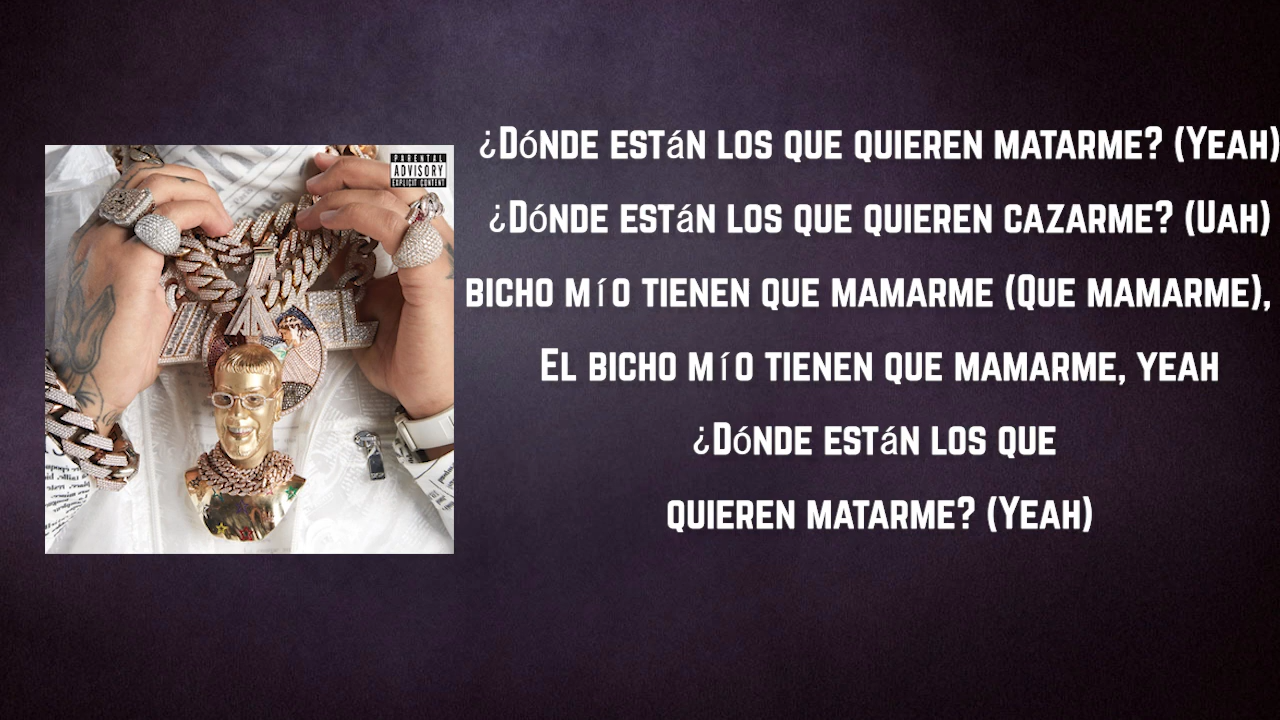 PARENTAL
ADVISORY
EXPLICIT CONTENT
¿Dónde están los que quieren matarme? (Yeah)
¿Dónde están los que quieren cazarme? (Uah)
bicho mío tienen que mamarme (Que mamarme),
El bicho mío tienen que mamarme, yeah
¿Dónde están los que
quieren matarme? (Yeah)